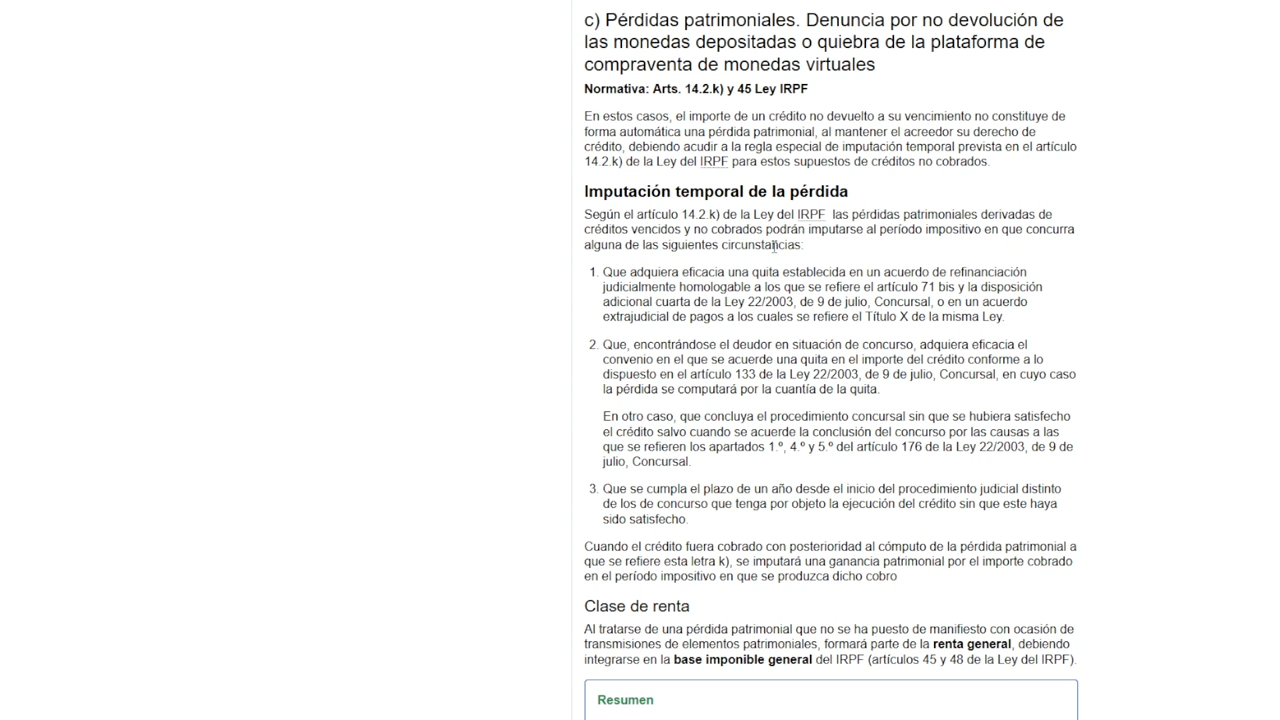 c) Pérdidas patrimoniales. Denuncia por no devolución de
las monedas depositadas o quiebra de la plataforma de
compraventa de monedas virtuales
Normativa: Arts. 14.2.k) y 45 Ley IRPF
En estos casos, el importe de un crédito no devuelto a su vencimiento no constituye de
forma automática una pérdida patrimonial, al mantener el acreedor su derecho de
crédito, debiendo acudir a la regla especial de imputación temporal prevista en el artículo
14.2.k) de la Ley del IRPF para estos supuestos de créditos no cobrados.
Imputación temporal de la pérdida
Según el artículo 14.2.k) de la Ley del IRPF las pérdidas patrimoniales derivadas de
créditos vencidos y no cobrados podrán imputarse al período impositivo en que concurra
alguna de las siguientes circunstancias:
1. Que adquiera eficacia una quita establecida en un acuerdo de refinanciación
judicialmente homologable a los que se refiere el artículo 71 bis y la disposición
adicional cuarta de la Ley 22/2003, de 9 de julio, Concursal, o en un acuerdo
extrajudicial de pagos a los cuales se refiere el Título X de la misma Ley.
2. Que, encontrándose el deudor en situación de concurso, adquiera eficacia el
convenio en el que se acuerde una quita en el importe del crédito conforme a lo
dispuesto en el artículo 133 de la Ley 22/2003, de 9 de julio, Concursal, en cuyo caso
la pérdida se computará por la cuantía de la quita.
En otro caso, que concluya el procedimiento concursal sin que se hubiera satisfecho
el crédito salvo cuando se acuerde la conclusión del concurso por las causas a las
que se refieren los apartados 1.º, 4.º y 5.º del artículo 176 de la Ley 22/2003, de 9 de
julio, Concursal.
3. Que se cumpla el plazo de un año desde el inicio del procedimiento judicial distinto
de los de concurso que tenga por objeto la ejecución del crédito sin que este haya
sido satisfecho.
Cuando el crédito fuera cobrado con posterioridad al cómputo de la pérdida patrimonial a
que se refiere esta letra k), se imputará una ganancia patrimonial por el importe cobrado
en el período impositivo en que se produzca dicho cobro
Clase de renta
Al tratarse de una pérdida patrimonial que no se ha puesto de manifiesto con ocasión de
transmisiones de elementos patrimoniales, formará parte de la renta general, debiendo
integrarse en la base imponible general del IRPF (artículos 45 y 48 de la Ley del IRPF).
Resumen